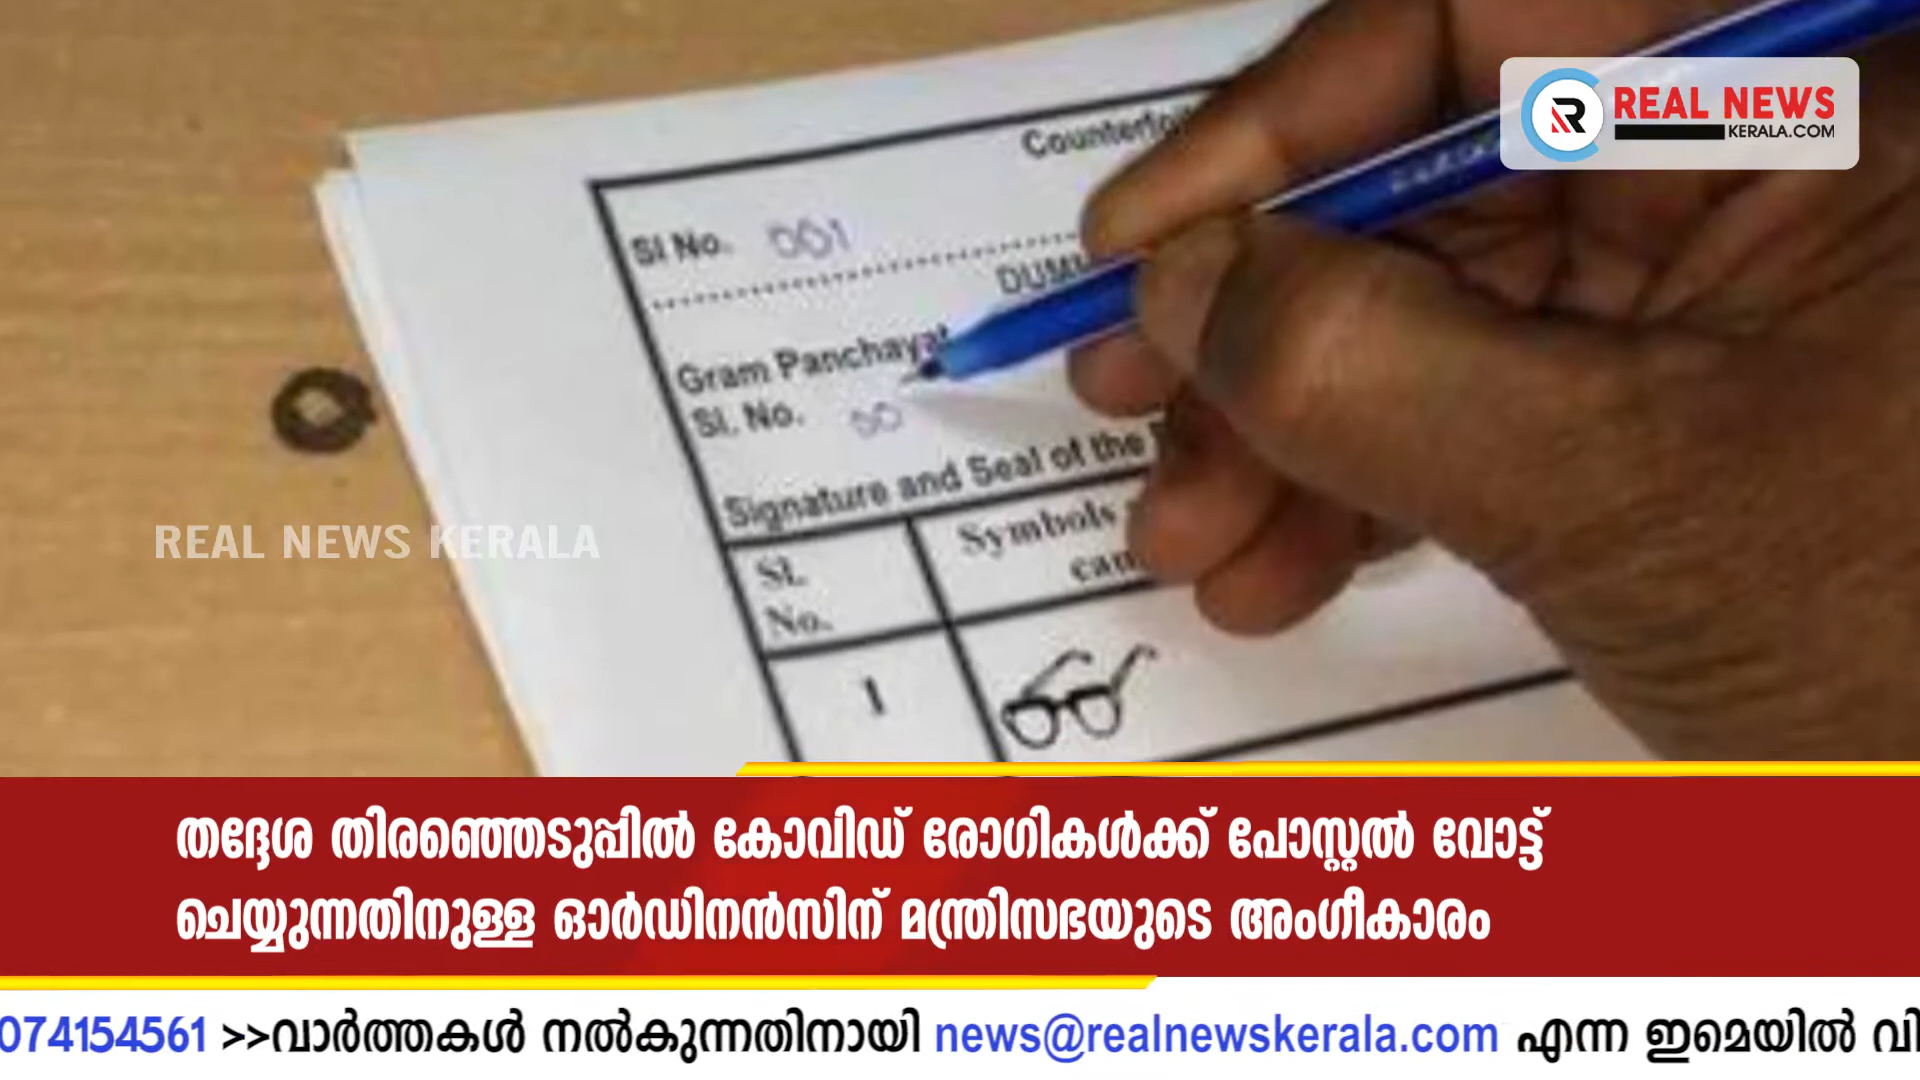 REAL NEWS
KERALA.COM
Sl No. 001
Gram Panchayat
Sl. No. 00
Signature and Seal of the
Sl.
No.
Symbols
1
REAL NEWS KERALA
തദ്ദേശ തിരഞ്ഞെടുപ്പിൽ കോവിഡ് രോഗികൾക്ക് പോസ്റ്റൽ വോട്ട്
ചെയ്യുന്നതിനുള്ള ഓർഡിനൻസിന് മന്ത്രിസഭയുടെ അംഗീകാരം
074154561 >>വാർത്തകൾ നൽകുന്നതിനായി news@realnewskerala.com എന്ന ഇമെയിൽ വി